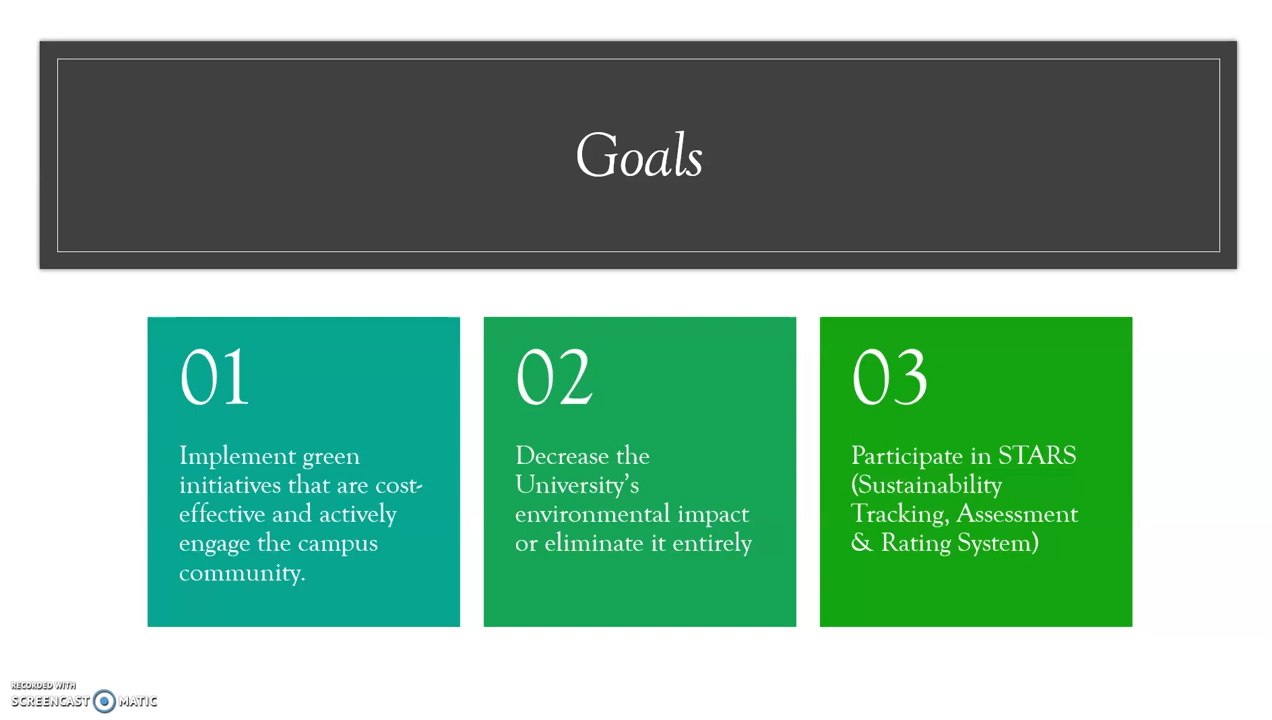 Goals
01
Implement green
initiatives that are cost-
effective and actively
engage the campus
community.
02
Decrease the
University's
environmental impact
or eliminate it entirely
03
Participate in STARS
(Sustainability
Tracking, Assessment
& Rating System)
RECORDED WITH
SCREENCAST MATIC